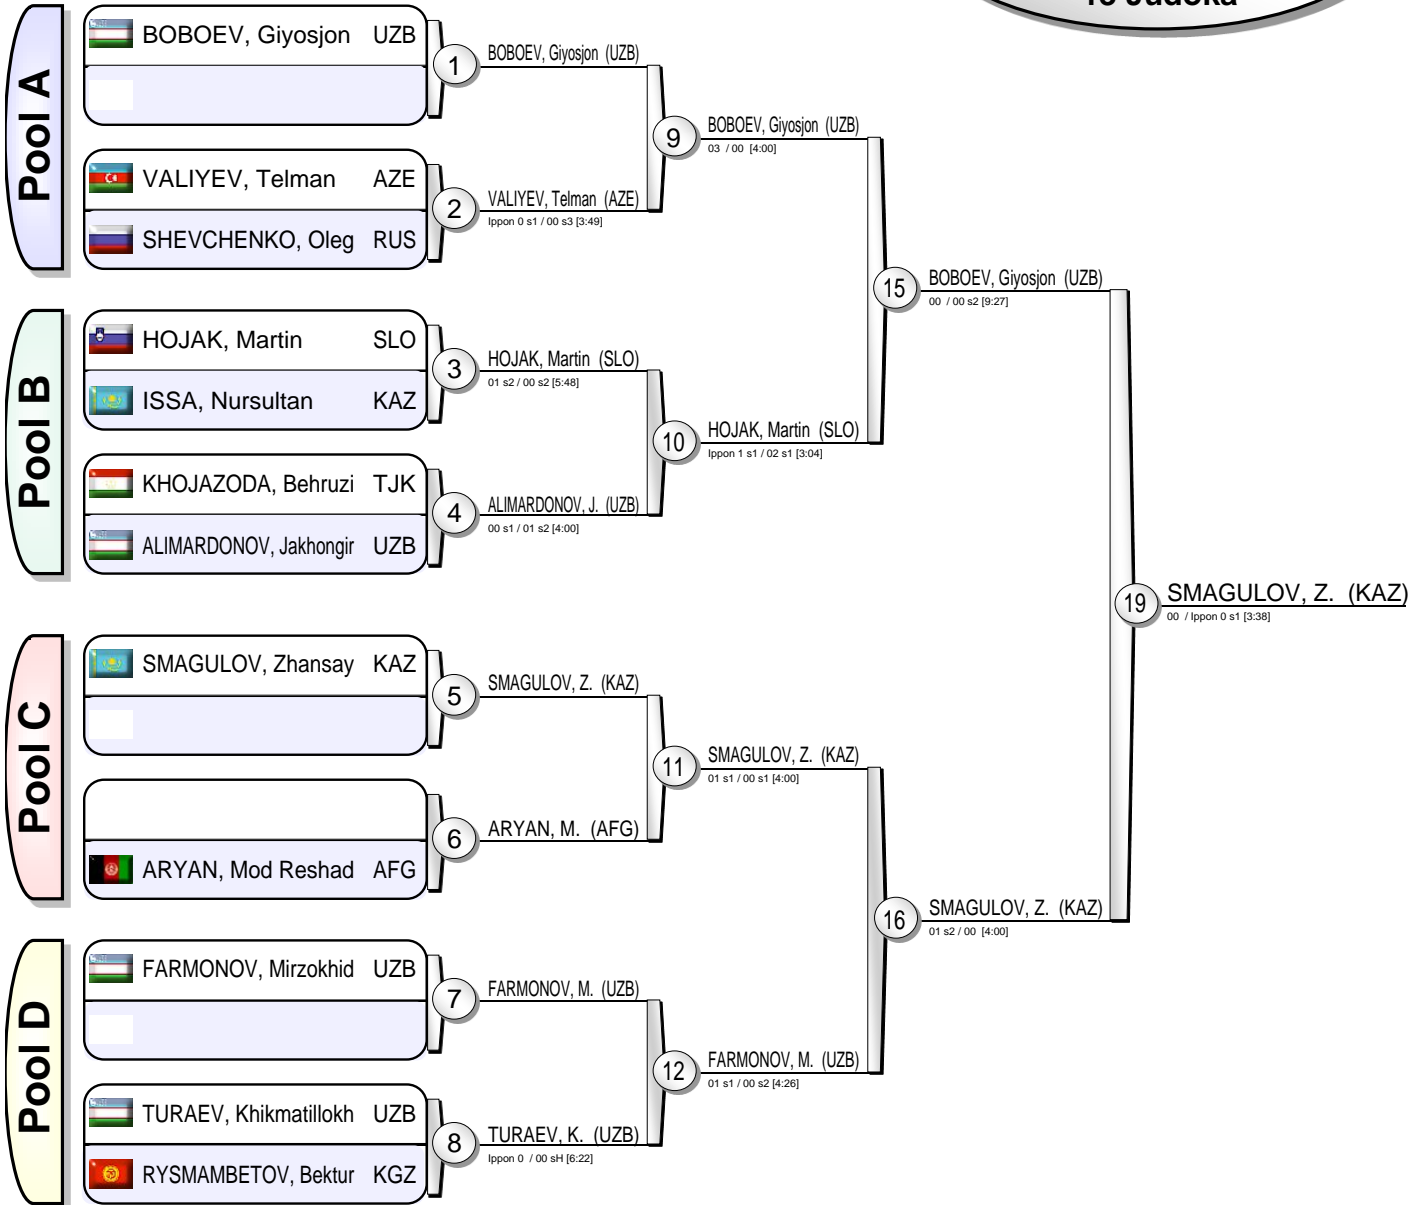 13 Judoka
Pool A
BOBOEV, Giyosjon UZB
VALIYEV, Telman AZE
SHEVCHENKO, Oleg RUS
Pool B
HOJAK, Martin SLO
ISSA, Nursultan KAZ
KHOJAZODA, Behruzi TJK
ALIMARDONOV, Jakhongir UZB
Pool C
SMAGULOV, Zhansay KAZ
ARYAN, Mod Reshad AFG
Pool D
FARMONOV, Mirzokhid UZB
TURAEV, Khikmatillokh UZB
RYSMAMBETOV, Bektur KGZ
1
BOBOEV, Giyosjon (UZB)
2
VALIYEV, Telman (AZE)
Ippon 0 s1 / 00 s3 [3:49]
3
HOJAK, Martin (SLO)
01 s2 / 00 s2 [5:48]
4
ALIMARDONOV, J. (UZB)
00 s1 / 01 s2 [4:00]
5
SMAGULOV, Z. (KAZ)
6
ARYAN, M. (AFG)
7
FARMONOV, M. (UZB)
8
TURAEV, K. (UZB)
Ippon 0 / 00 sH [6:22]
9
BOBOEV, Giyosjon (UZB)
03 / 00 [4:00]
10
HOJAK, Martin (SLO)
Ippon 1 s1 / 02 s1 [3:04]
11
SMAGULOV, Z. (KAZ)
01 s1 / 00 s1 [4:00]
12
FARMONOV, M. (UZB)
01 s1 / 00 s2 [4:26]
15
BOBOEV, Giyosjon (UZB)
00 / 00 s2 [9:27]
16
SMAGULOV, Z. (KAZ)
01 s2 / 00 [4:00]
19
SMAGULOV, Z. (KAZ)
00 / Ippon 0 s1 [3:38]